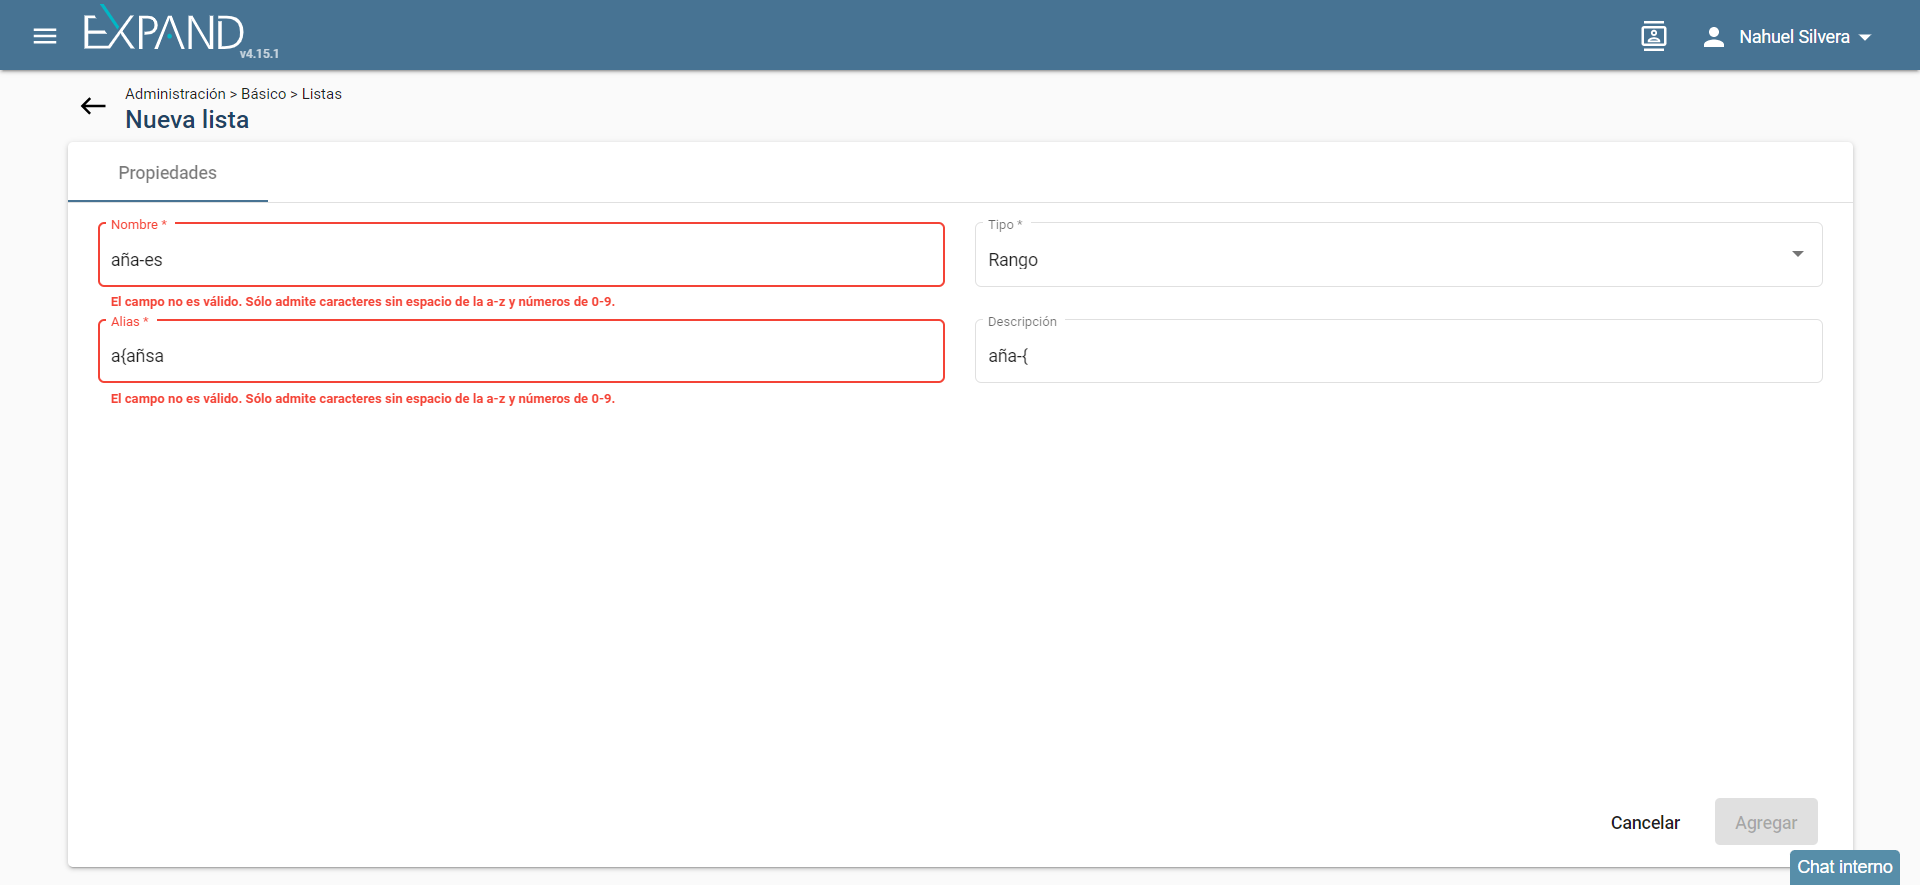 EXPAND
v4.15.1
Nahuel Silvera
Administración > Básico > Listas
Nueva lista
Propiedades
Nombre *
aña-es
El campo no es válido. Sólo admite caracteres sin espacio de la a-z y números de 0-9.
Tipo *
Rango
Alias *
a{añsa
El campo no es válido. Sólo admite caracteres sin espacio de la a-z y números de 0-9.
Descripción
aña-{
Cancelar
Agregar
Chat interno